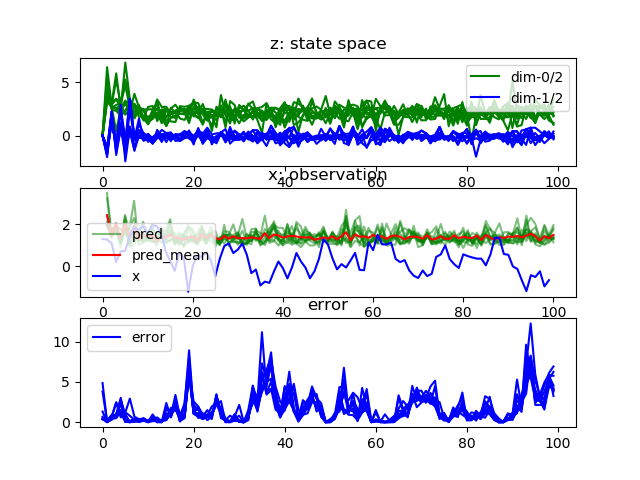 z: state space
5
0
dim-0/2
dim-1/2
0 20 40 60 80 100
x: observation
2
0
pred
pred_mean
x
0 20 40 60 80 100
error
10
5
0
error
0 20 40 60 80 100